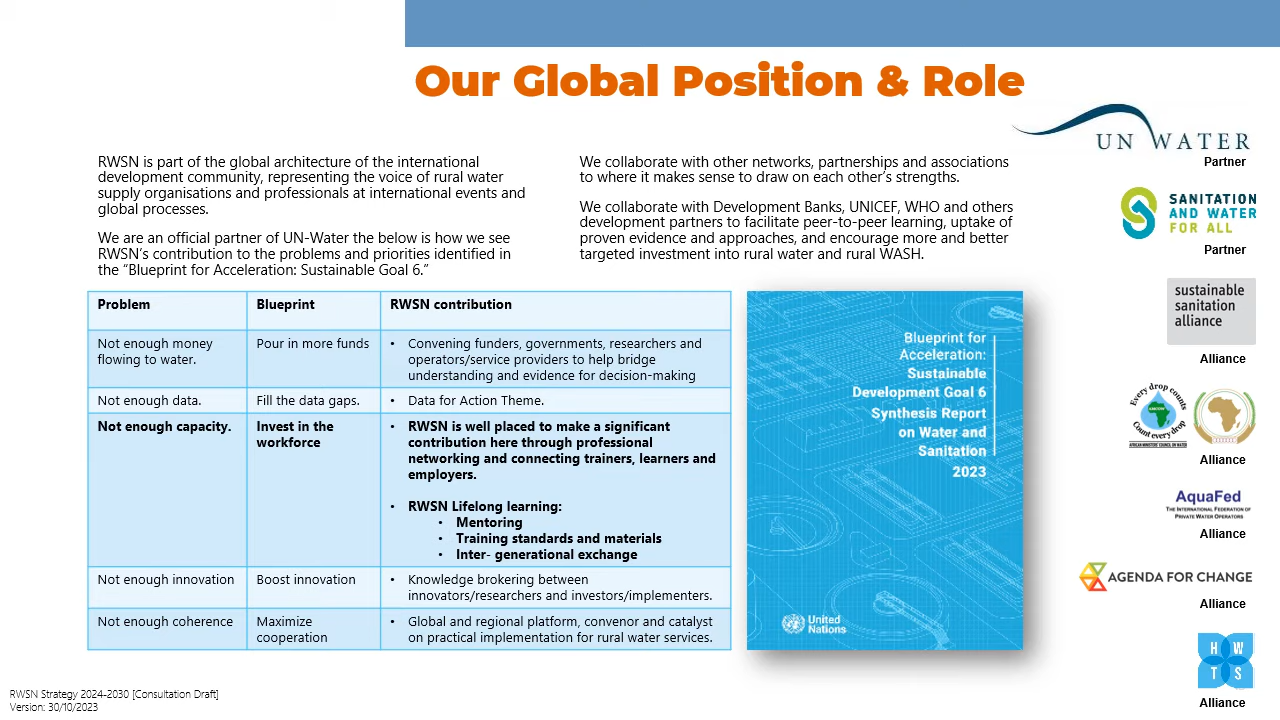 Our Global Position & Role
RWSN is part of the global architecture of the international
development community, representing the voice of rural water
supply organisations and professionals at international events and
global processes.
We are an official partner of UN-Water the below is how we see
RWSN’s contribution to the problems and priorities identified in
the “Blueprint for Acceleration: Sustainable Goal 6.”
We collaborate with other networks, partnerships and associations
to where it makes sense to draw on each other’s strengths.
We collaborate with Development Banks, UNICEF, WHO and others
development partners to facilitate peer-to-peer learning, uptake of
proven evidence and approaches, and encourage more and better
targeted investment into rural water and rural WASH.
Problem
Blueprint
RWSN contribution
Not enough money
flowing to water.
Pour in more funds
• Convening funders, governments, researchers and
operators/service providers to help bridge
understanding and evidence for decision-making
Not enough data.
Fill the data gaps.
• Data for Action Theme.
Not enough capacity.
Invest in the
workforce
• RWSN is well placed to make a significant
contribution here through professional
networking and connecting trainers, learners and
employers.
• RWSN Lifelong learning:
• Mentoring
• Training standards and materials
• Inter- generational exchange
Not enough innovation
Boost innovation
• Knowledge brokering between
innovators/researchers and investors/implementers.
Not enough coherence
Maximize
cooperation
• Global and regional platform, convenor and catalyst
on practical implementation for rural water services.
Blueprint for
Acceleration:
Sustainable
Development Goal 6
Synthesis Report
on Water and
Sanitation
2023
United
Nations
UN WATER
Partner
SANITATION
AND WATER
FOR ALL
Partner
sustainable
sanitation
alliance
Alliance
Every drop counts
Count every drop
AFRICAN MINISTERS' COUNCIL ON WATER
Alliance
AquaFed
THE INTERNATIONAL FEDERATION OF
PRIVATE WATER OPERATORS
Alliance
AGENDA FOR CHANGE
Alliance
H W
T S
Alliance
RWSN Strategy 2024-2030 [Consultation Draft]
Version: 30/10/2023